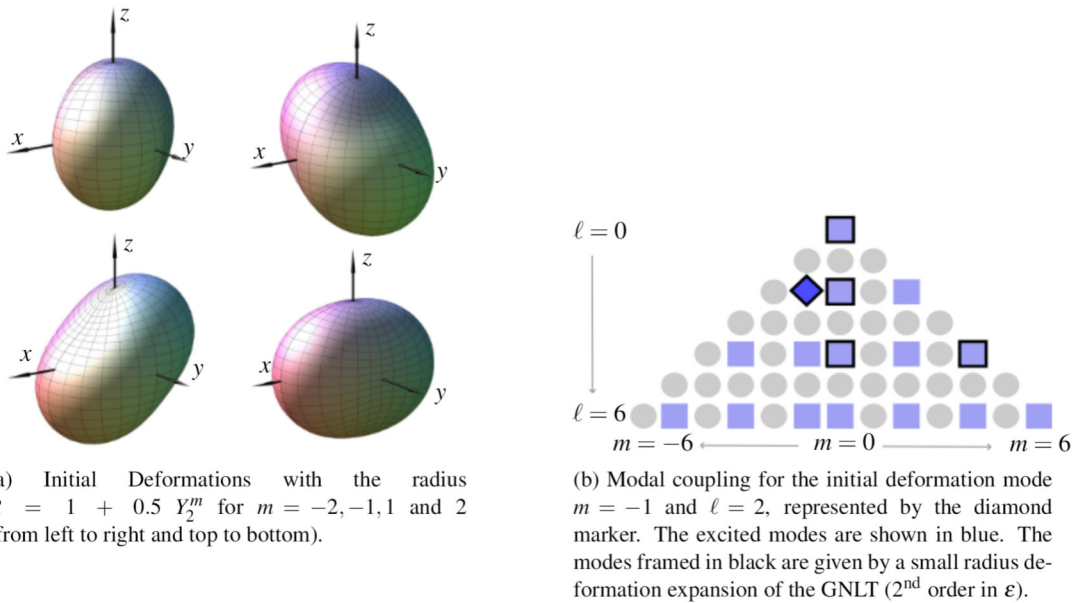 z
z
x
y
x
y
z
z
x
y
x
y
ℓ = 0
ℓ = 6
m = −6
m = 0
m = 6
a) Initial Deformations with the radius
= 1 + 0.5 Y₂ᵐ for m = −2,−1,1 and 2
from left to right and top to bottom).
(b) Modal coupling for the initial deformation mode
m = −1 and ℓ = 2, represented by the diamond
marker. The excited modes are shown in blue. The
modes framed in black are given by a small radius de-
formation expansion of the GNLT (2nd order in ε).